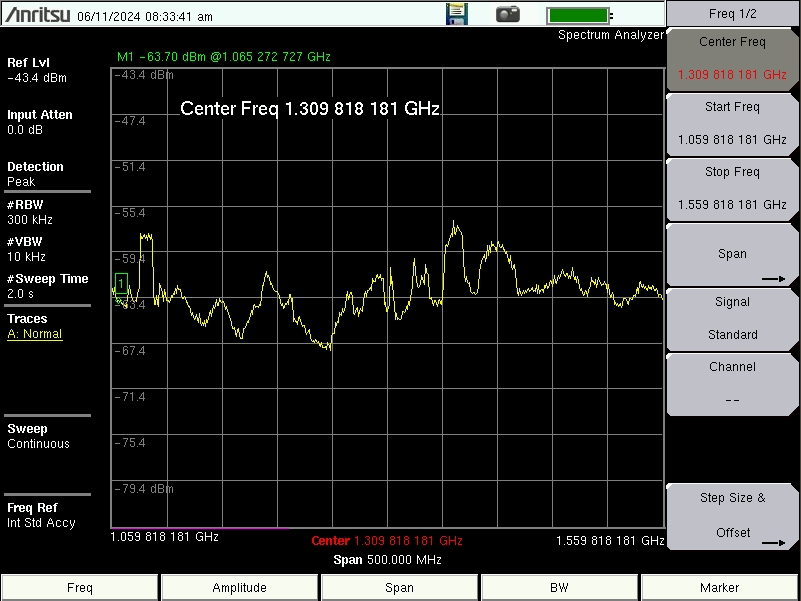 Anritsu 06/11/2024 08:33:41 am
Freq 1/2
Spectrum Analyzer
Center Freq
1.309 818 181 GHz
Start Freq
1.059 818 181 GHz
Stop Freq
1.559 818 181 GHz
Span
Signal
Standard
Channel
--
Step Size &
Offset
Ref Lvl
-43.4 dBm
Input Atten
0.0 dB
Detection
Peak
#RBW
300 kHz
#VBW
10 kHz
#Sweep Time
2.0 s
Traces
A: Normal
Sweep
Continuous
Freq Ref
Int Std Accy
M1 -63.70 dBm @1.065 272 727 GHz
-43.4 dBm
Center Freq 1.309 818 181 GHz
-47.4
-51.4
-55.4
-59.4
1
-63.4
-67.4
-71.4
-75.4
-79.4 dBm
1.059 818 181 GHz
Center 1.309 818 181 GHz
1.559 818 181 GHz
Span 500.000 MHz
Freq
Amplitude
Span
BW
Marker